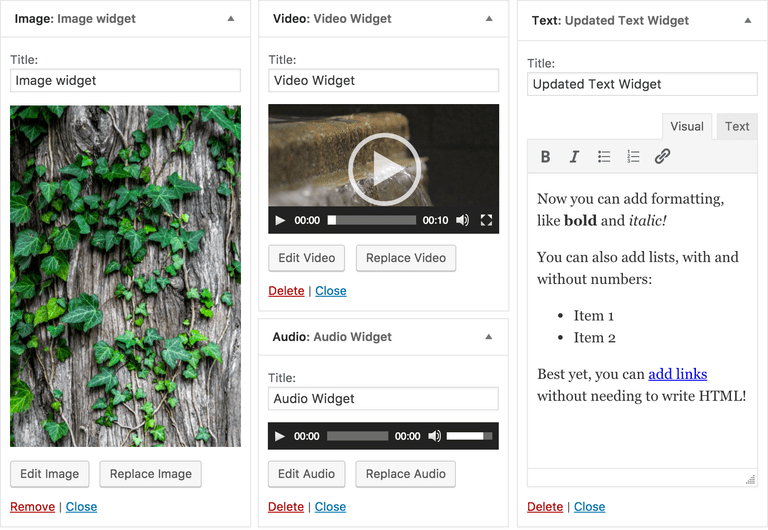 Image: Image widget
Title:
Image widget
Edit Image
Replace Image
Remove | Close
Video: Video Widget
Title:
Video Widget
00:00
00:10
Edit Video
Replace Video
Delete | Close
Audio: Audio Widget
Title:
Audio Widget
00:00
00:00
Edit Audio
Replace Audio
Delete | Close
Text: Updated Text Widget
Title:
Updated Text Widget
Visual
Text
B I
Now you can add formatting,
like bold and italic!
You can also add lists, with and
without numbers:
• Item 1
• Item 2
Best yet, you can add links
without needing to write HTML!
Delete | Close